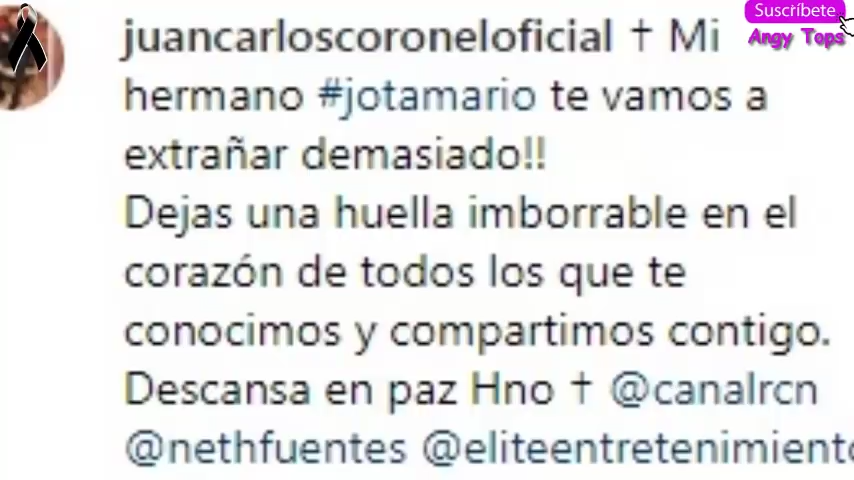 Suscríbete
Angy Tops
juancarloscoroneloficial † Mi
hermano #jotamario te vamos a
extrañar demasiado!!
Dejas una huella imborrable en el
corazón de todos los que te
conocimos y compartimos contigo.
Descansa en paz Hno † @canalrcn
@nethfuentes @eliteentretenimiento